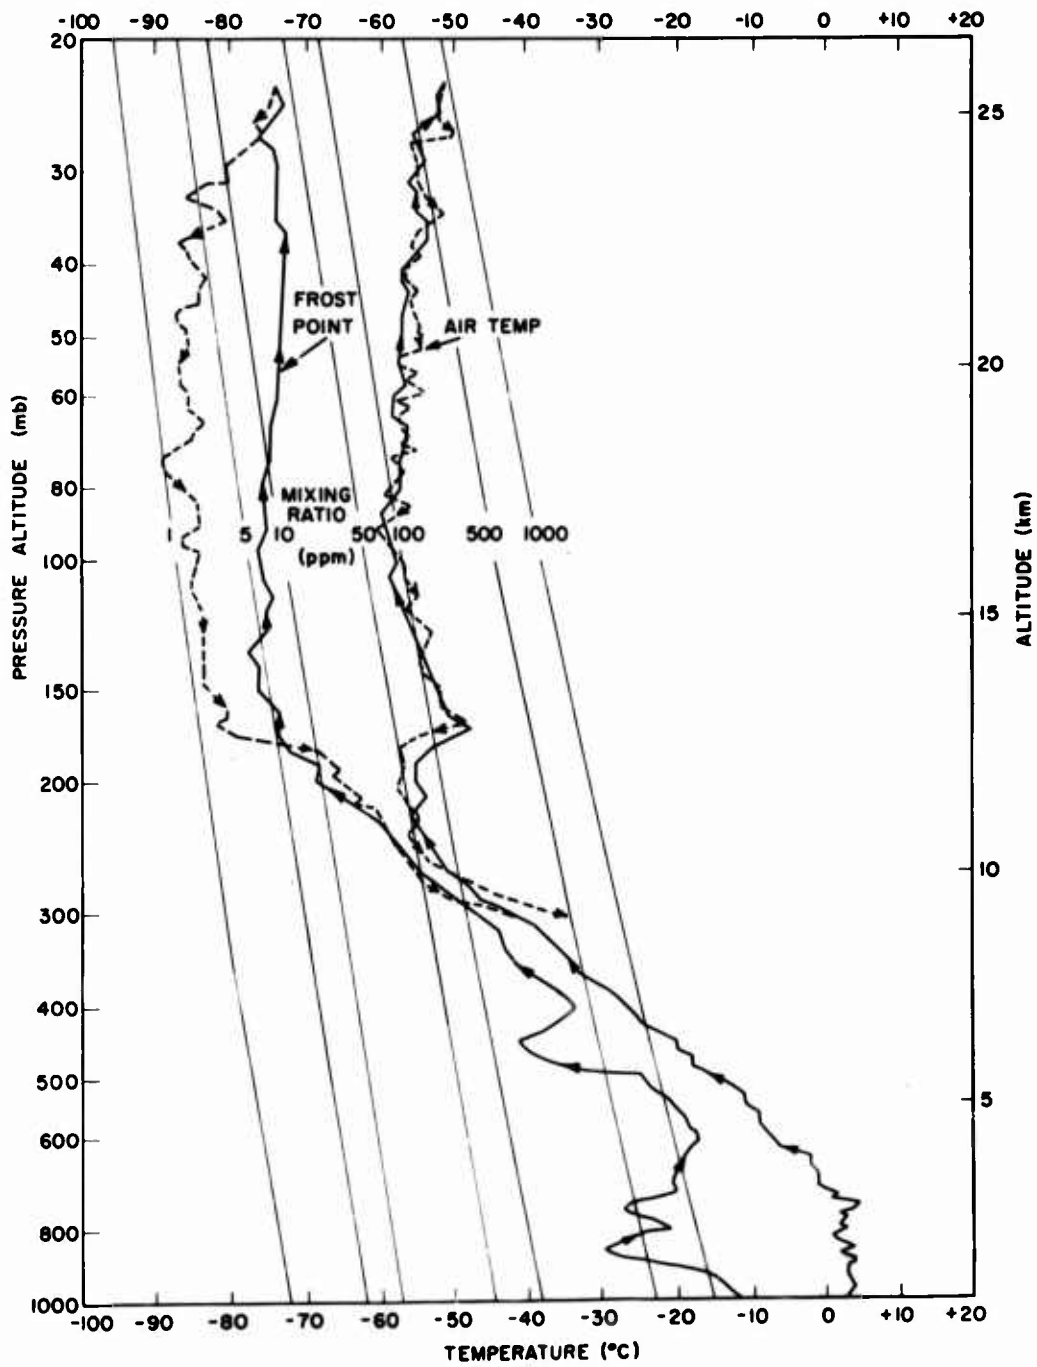 -100 -90 -80 -70 -60 -50 -40 -30 -20 -10 0 +10 +20
20
25
30
40
FROST
POINT
AIR TEMP
50
20
60
PRESSURE ALTITUDE (mb)
80
MIXING
RATIO
1 5 10 50 100 500 1000
(ppm)
100
ALTITUDE (km)
15
150
200
10
300
400
500
5
600
800
1000
-100 -90 -80 -70 -60 -50 -40 -30 -20 -10 0 +10 +20
TEMPERATURE (°C)